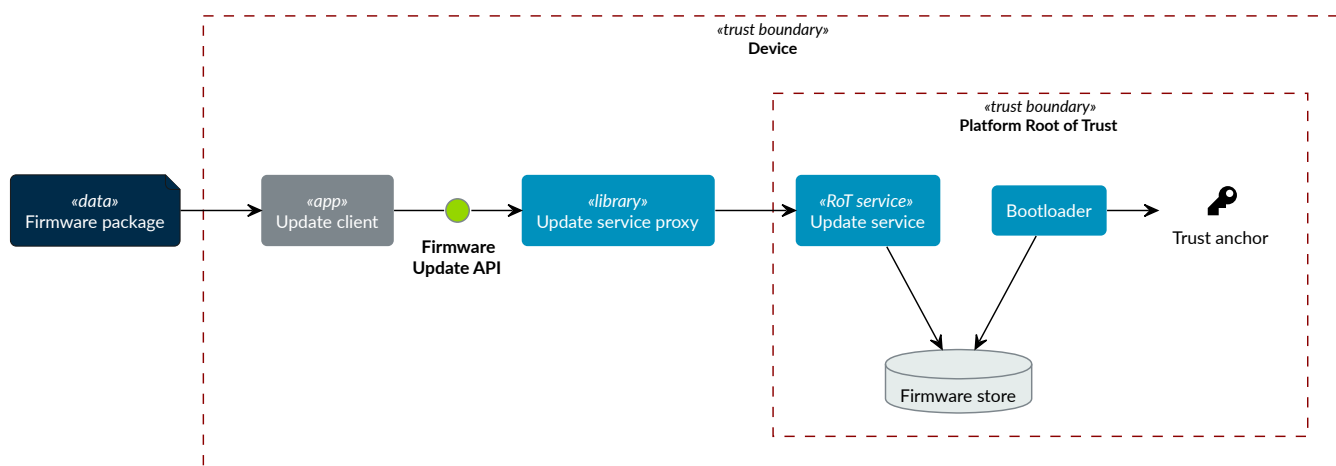 «trust boundary»
Device
«trust boundary»
Platform Root of Trust
«data»
Firmware package
«app»
Update client
Firmware
Update API
«library»
Update service proxy
«RoT service»
Update service
Bootloader
Trust anchor
Firmware store